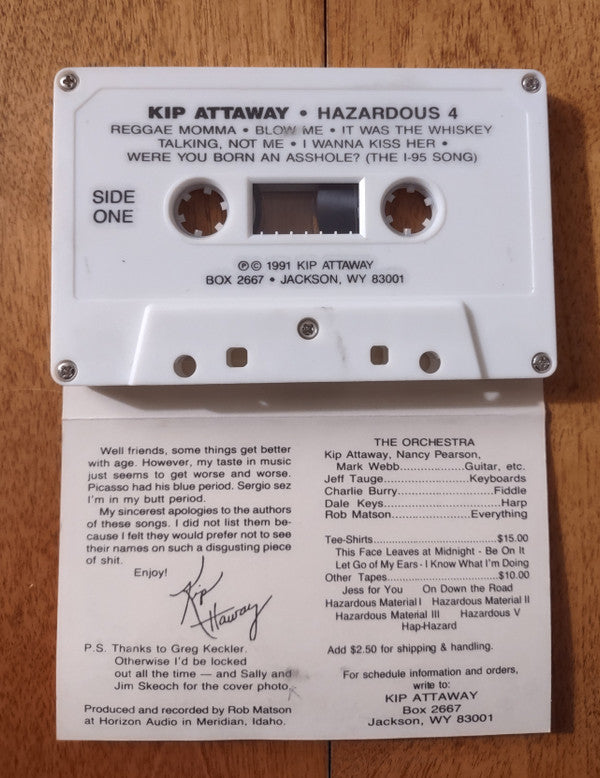 KIP ATTAWAY • HAZARDOUS 4
REGGAE MOMMA • BLOW ME • IT WAS THE WHISKEY
TALKING, NOT ME • I WANNA KISS HER •
WERE YOU BORN AN ASSHOLE? (THE I-95 SONG)
SIDE
ONE
℗© 1991 KIP ATTAWAY
BOX 2667 • JACKSON, WY 83001
Well friends, some things get better
with age. However, my taste in music
just seems to get worse and worse.
Picasso had his blue period. Sergio sez
I'm in my butt period.
My sincerest apologies to the authors
of these songs. I did not list them be-
cause I felt they would prefer not to see
their names on such a disgusting piece
of shit.
Enjoy!
Kip
Attaway
P.S. Thanks to Greg Keckler.
Otherwise I'd be locked
out all the time — and Sally and
Jim Skeoch for the cover photo.
Produced and recorded by Rob Matson
at Horizon Audio in Meridian, Idaho.
THE ORCHESTRA
Kip Attaway, Nancy Pearson,
Mark Webb....................Guitar, etc.
Jeff Tauge...........................Keyboards
Charlie Burry..............................Fiddle
Dale Keys....................................Harp
Rob Matson.........................Everything
Tee-Shirts....................................$15.00
This Face Leaves at Midnight - Be On It
Let Go of My Ears - I Know What I'm Doing
Other Tapes.................................$10.00
Jess for You On Down the Road
Hazardous Material I Hazardous Material II
Hazardous Material III Hazardous V
Hap-Hazard
Add $2.50 for shipping & handling.
For schedule information and orders,
write to:
KIP ATTAWAY
Box 2667
Jackson, WY 83001